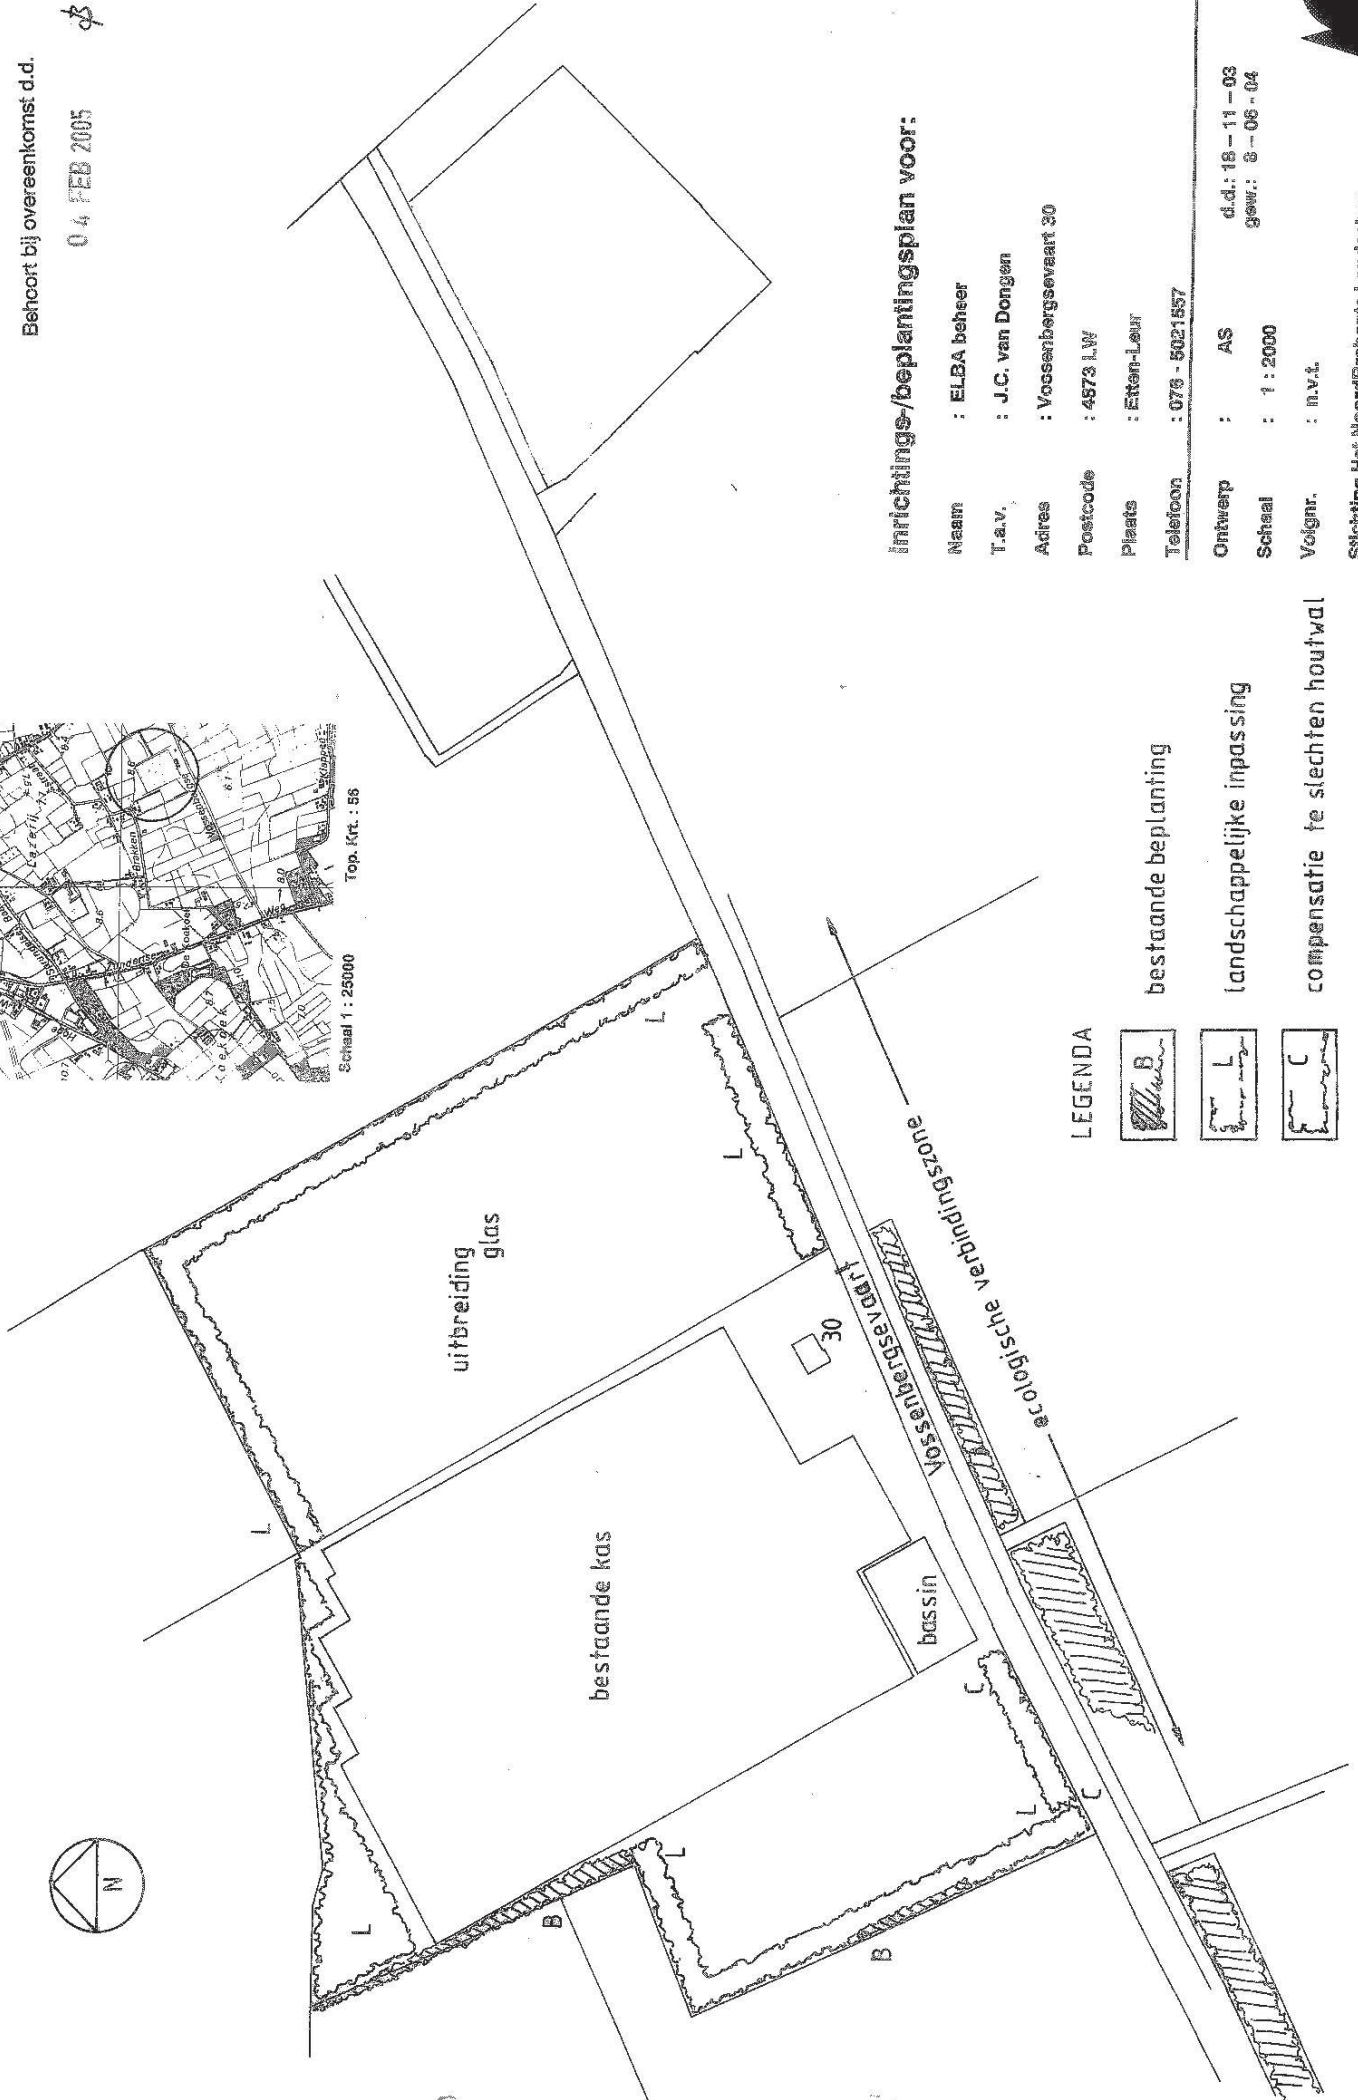 Behoort bij overeenkomst d.d.
04 FEB 2005
Schaal 1 : 25000
Top. Krt. : 56
N
L
L
L
L
L
L
B
B
C
C
uitbreiding
glas
bestaande kas
bassin
30
Vossenbergsevaart
ecologische verbindingszone
LEGENDA
B bestaande beplanting
L landschappelijke inpassing
C compensatie te slechten houtwal
Inrichtings-/beplantingsplan voor:
Naam : ELBA beheer
T.a.v. : J.C. van Dongen
Adres : Vossenbergsevaart 30
Postcode : 4873 LW
Plaats : Etten-Leur
Telefoon : 076 - 5021557
Ontwerp : AS d.d.: 18 - 11 - 03
Schaal : 1 : 2000 gew.: 8 - 06 - 04
Volgnr. : n.v.t.